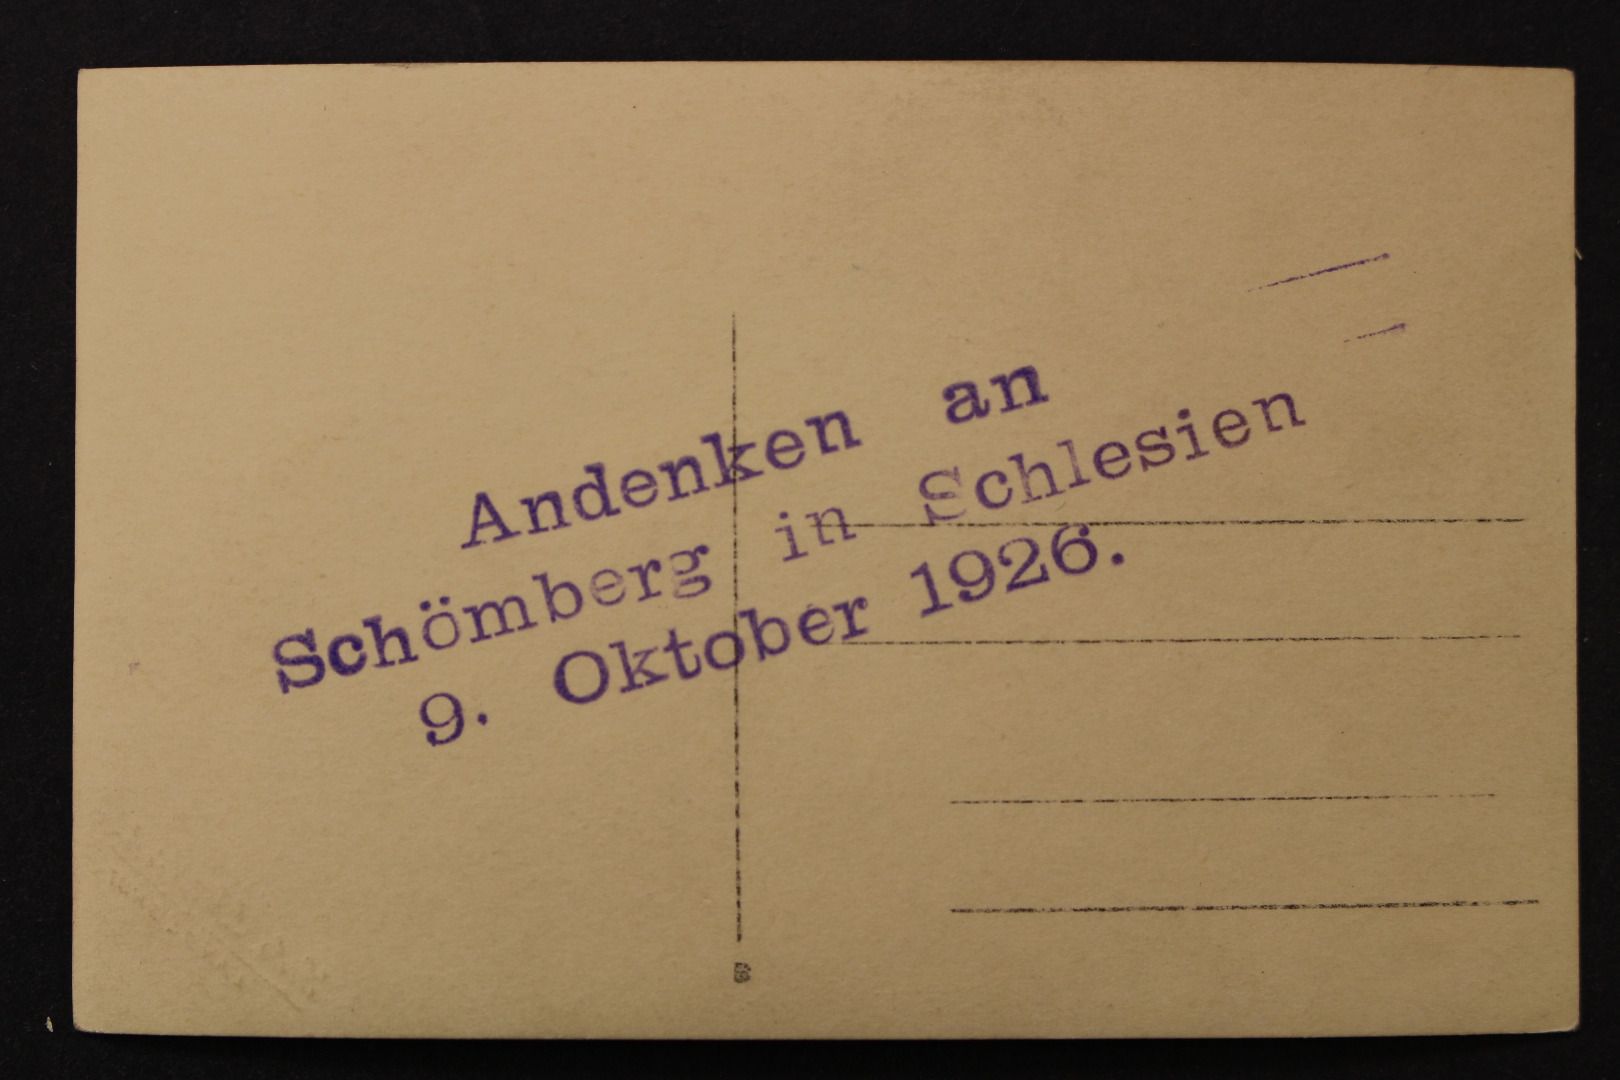 Andenken an
Schömberg in Schlesien
9. Oktober 1926.